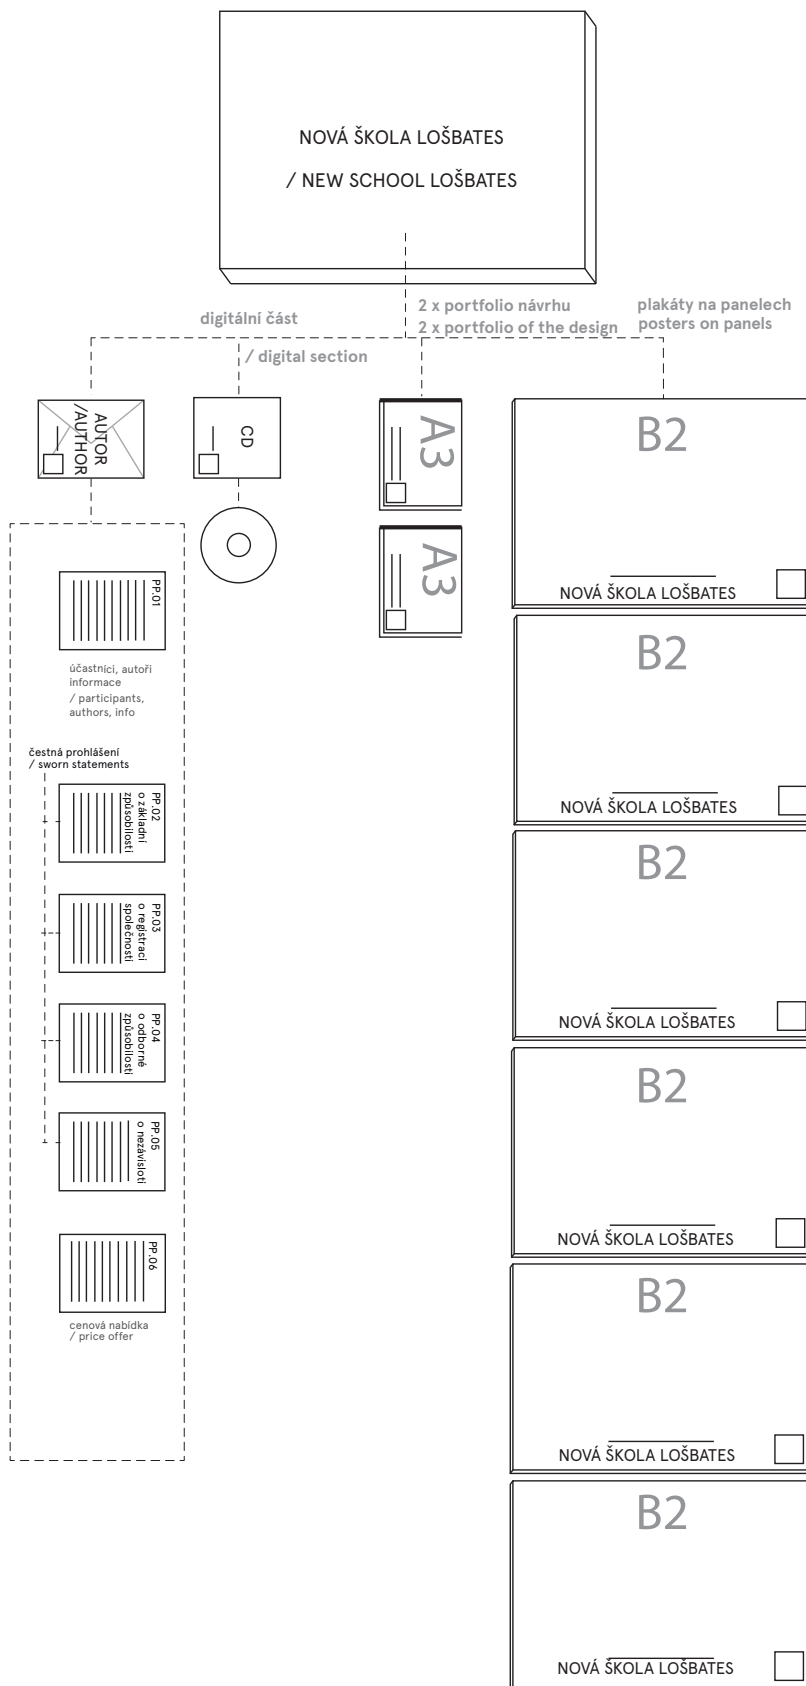 NOVÁ ŠKOLA LOŠBATES
/ NEW SCHOOL LOŠBATES
digitální část
/ digital section
2 x portfolio návrhu
2 x portfolio of the design
plakáty na panelech
posters on panels
AUTOR
/AUTHOR
CD
A3
A3
PP.01
účastníci, autoři
informace
/ participants,
authors, info
čestná prohlášení
/ sworn statements
PP.02
o základní
způsobilosti
PP.03
o registraci
společnosti
PP.04
o odborné
způsobilosti
PP.05
o nezávisloti
PP.06
cenová nabídka
/ price offer
B2
NOVÁ ŠKOLA LOŠBATES
B2
NOVÁ ŠKOLA LOŠBATES
B2
NOVÁ ŠKOLA LOŠBATES
B2
NOVÁ ŠKOLA LOŠBATES
B2
NOVÁ ŠKOLA LOŠBATES
B2
NOVÁ ŠKOLA LOŠBATES